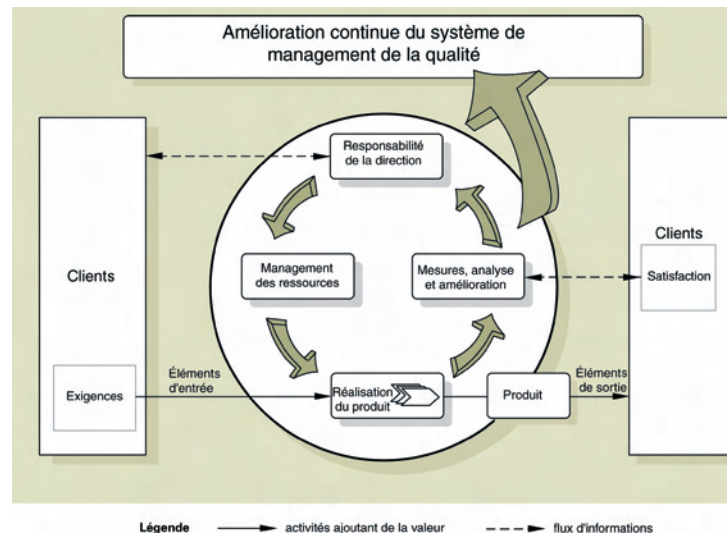 Amélioration continue du système de
management de la qualité
Responsabilité
de la direction
Clients
Management
des ressources
Mesures, analyse
et amélioration
Clients
Satisfaction
Exigences
Éléments
d'entrée
Réalisation
du produit
Produit
Éléments
de sortie
Légende
activités ajoutant de la valeur
flux d'informations